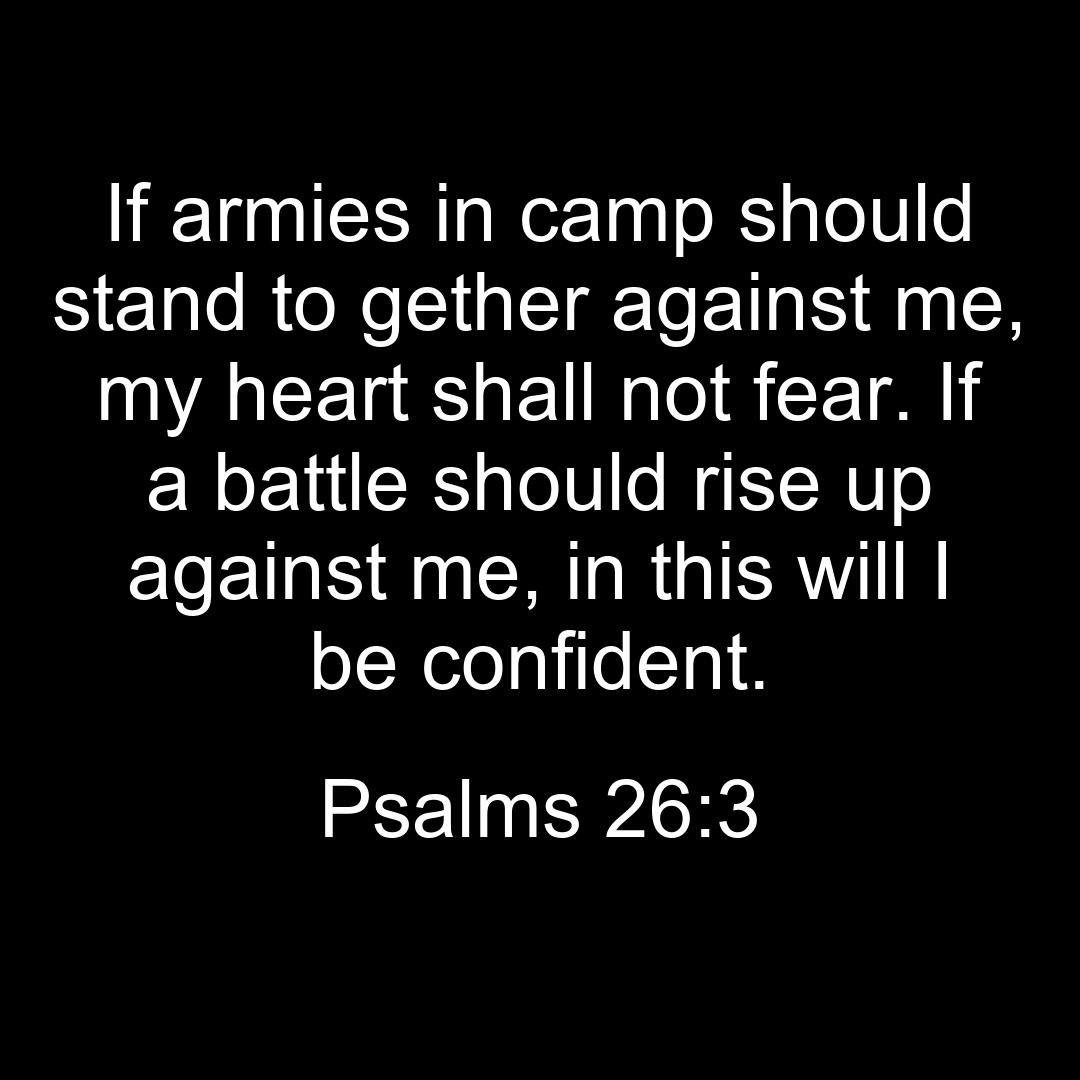 If armies in camp should
stand to gether against me,
my heart shall not fear. If
a battle should rise up
against me, in this will I
be confident.
Psalms 26:3